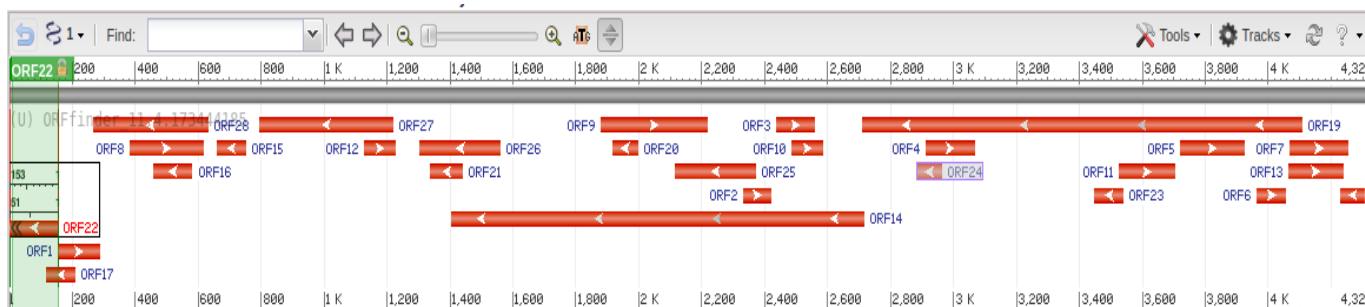 1 Find: Tools Tracks ?
ORF22 200 400 600 800 1 K 1,200 1,400 1,600 1,800 2 K 2,200 2,400 2,600 2,800 3 K 3,200 3,400 3,600 3,800 4 K 4,32
(U) ORFfinder_11.4.173444185
ORF28 ORF27 ORF9 ORF3 ORF19
ORF8 ORF15 ORF12 ORF26 ORF20 ORF10 ORF4 ORF5 ORF7
153 ORF16 ORF21 ORF25 ORF24 ORF11 ORF13
51 ORF2 ORF23 ORF6
ORF22 ORF14
ORF1
ORF17
200 400 600 800 1 K 1,200 1,400 1,600 1,800 2 K 2,200 2,400 2,600 2,800 3 K 3,200 3,400 3,600 3,800 4 K 4,32